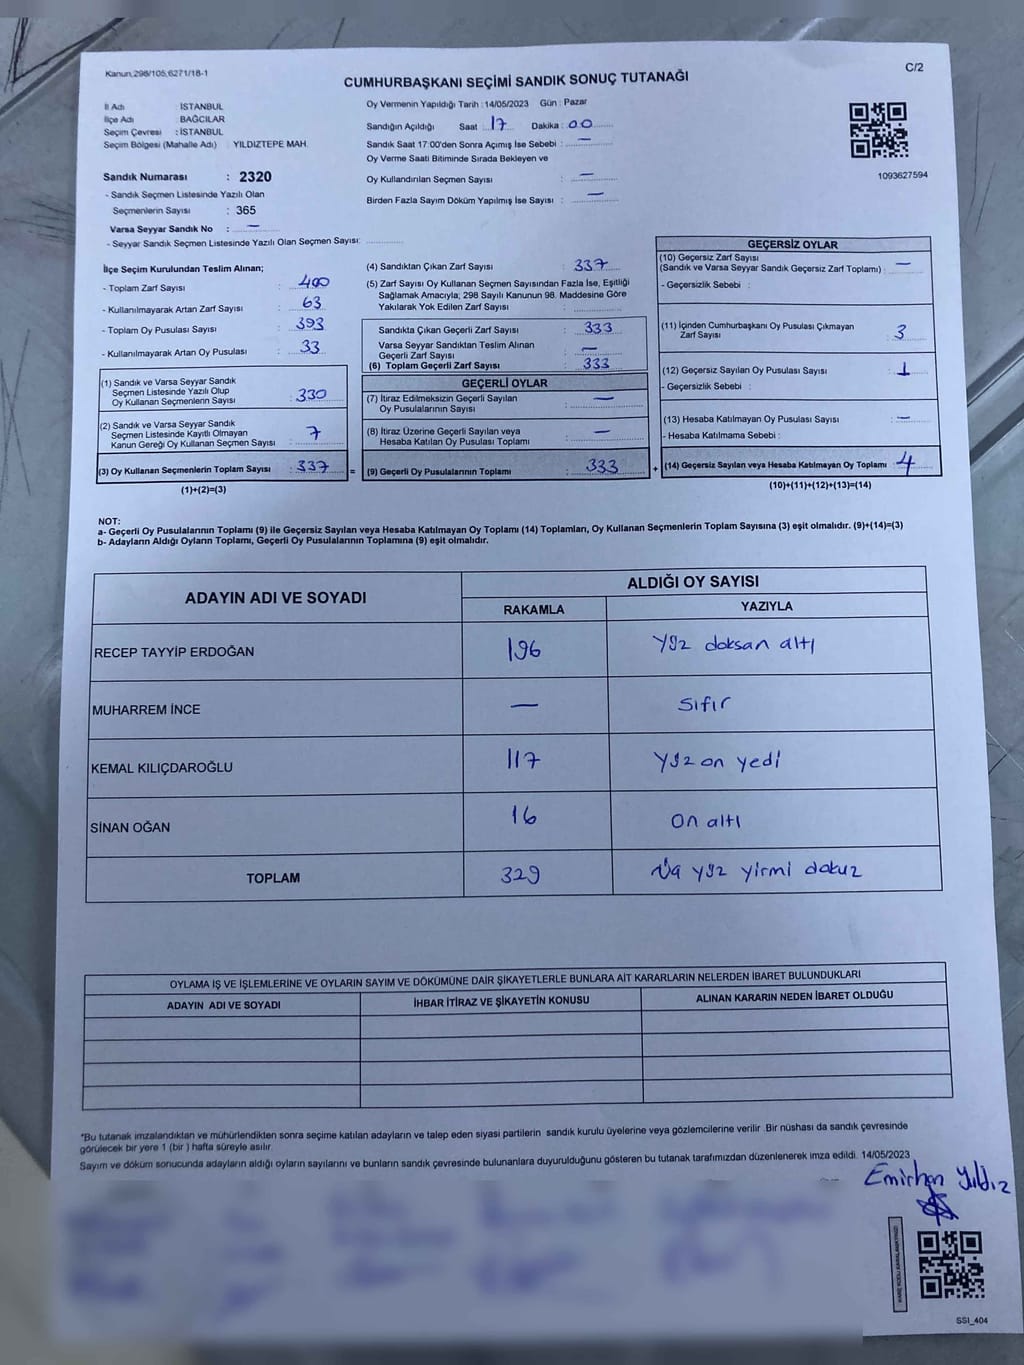 Kanun.298/105,6271/18-1
C/2
CUMHURBAŞKANI SEÇİMİ SANDIK SONUÇ TUTANAĞI
İl Adı : İSTANBUL
İlçe Adı : BAĞCILAR
Seçim Çevresi : İSTANBUL
Seçim Bölgesi (Mahalle Adı) : YILDIZTEPE MAH.
Sandık Numarası : 2320
- Sandık Seçmen Listesinde Yazılı Olan
Seçmenlerin Sayısı : 365
Varsa Seyyar Sandık No : —
- Seyyar Sandık Seçmen Listesinde Yazılı Olan Seçmen Sayısı:
Oy Vermenin Yapıldığı Tarih :14/05/2023 Gün : Pazar
Sandığın Açıldığı Saat : 17 Dakika : 00
Sandık Saat 17:00'den Sonra Açımış İse Sebebi : —
Oy Verme Saati Bitiminde Sırada Bekleyen ve
Oy Kullandırılan Seçmen Sayısı : —
Birden Fazla Sayım Döküm Yapılmış İse Sayısı : —
1093627594
İlçe Seçim Kurulundan Teslim Alınan;
- Toplam Zarf Sayısı : 400
- Kullanılmayarak Artan Zarf Sayısı : 63
- Toplam Oy Pusulası Sayısı : 393
- Kullanılmayarak Artan Oy Pusulası : 33
(1) Sandık ve Varsa Seyyar Sandık
Seçmen Listesinde Yazılı Olup
Oy Kullanan Seçmenlerin Sayısı : 330
(2) Sandık ve Varsa Seyyar Sandık
Seçmen Listesinde Kayıtlı Olmayan
Kanun Gereği Oy Kullanan Seçmen Sayısı : 7
(3) Oy Kullanan Seçmenlerin Toplam Sayısı : 337 =
(1)+(2)=(3)
(4) Sandıktan Çıkan Zarf Sayısı : 337
(5) Zarf Sayısı Oy Kullanan Seçmen Sayısından Fazla İse, Eşitliği
Sağlamak Amacıyla; 298 Sayılı Kanunun 98. Maddesine Göre
Yakılarak Yok Edilen Zarf Sayısı :
Sandıkta Çıkan Geçerli Zarf Sayısı : 333
Varsa Seyyar Sandıktan Teslim Alınan
Geçerli Zarf Sayısı : —
(6) Toplam Geçerli Zarf Sayısı : 333
GEÇERLİ OYLAR
(7) İtiraz Edilmeksizin Geçerli Sayılan
Oy Pusulalarının Sayısı : —
(8) İtiraz Üzerine Geçerli Sayılan veya
Hesaba Katılan Oy Pusulası Toplamı : —
(9) Geçerli Oy Pusulalarının Toplamı : 333 +
GEÇERSİZ OYLAR
(10) Geçersiz Zarf Sayısı
(Sandık ve Varsa Seyyar Sandık Geçersiz Zarf Toplamı) : —
- Geçersizlik Sebebi :
(11) İçinden Cumhurbaşkanı Oy Pusulası Çıkmayan
Zarf Sayısı : 3
(12) Geçersiz Sayılan Oy Pusulası Sayısı : 1
- Geçersizlik Sebebi :
(13) Hesaba Katılmayan Oy Pusulası Sayısı : —
- Hesaba Katılmama Sebebi :
(14) Geçersiz Sayılan veya Hesaba Katılmayan Oy Toplamı : 4
(10)+(11)+(12)+(13)=(14)
NOT:
a- Geçerli Oy Pusulalarının Toplamı (9) ile Geçersiz Sayılan veya Hesaba Katılmayan Oy Toplamı (14) Toplamları, Oy Kullanan Seçmenlerin Toplam Sayısına (3) eşit olmalıdır. (9)+(14)=(3)
b- Adayların Aldığı Oyların Toplamı, Geçerli Oy Pusulalarının Toplamına (9) eşit olmalıdır.
ADAYIN ADI VE SOYADI
ALDIĞI OY SAYISI
RAKAMLA YAZIYLA
RECEP TAYYİP ERDOĞAN 196 Yüz doksan altı
MUHARREM İNCE — Sıfır
KEMAL KILIÇDAROĞLU 117 Yüz on yedi
SİNAN OĞAN 16 On altı
TOPLAM 329 Üç yüz yirmi dokuz
OYLAMA İŞ VE İŞLEMLERİNE VE OYLARIN SAYIM VE DÖKÜMÜNE DAİR ŞİKAYETLERLE BUNLARA AİT KARARLARIN NELERDEN İBARET BULUNDUKLARI
ADAYIN ADI VE SOYADI İHBAR İTİRAZ VE ŞİKAYETİN KONUSU ALINAN KARARIN NEDEN İBARET OLDUĞU
*Bu tutanak imzalandıktan ve mühürlendikten sonra seçime katılan adayların ve talep eden siyasi partilerin sandık kurulu üyelerine veya gözlemcilerine verilir .Bir nüshası da sandık çevresinde
görülecek bir yere 1 (bir ) hafta süreyle asılır.
Sayım ve döküm sonucunda adayların aldığı oyların sayılarını ve bunların sandık çevresinde bulunanlara duyurulduğunu gösteren bu tutanak tarafımızdan düzenlenerek imza edildi. 14/05/2023
Emirhan Yıldız
SSI_404